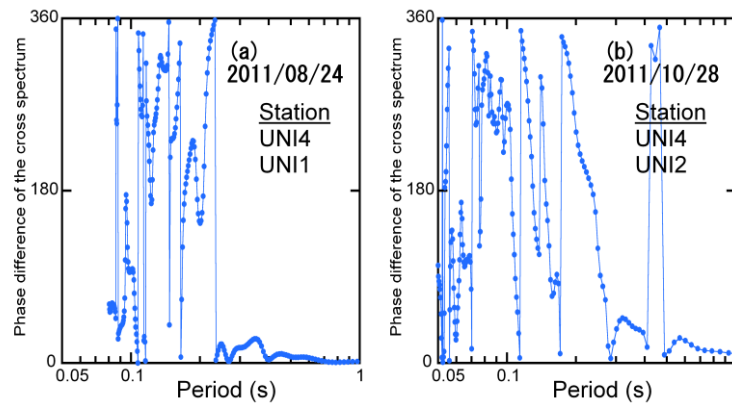 Phase difference of the cross spectrum
360
180
0
0.05
0.1
1
Period (s)
(a)
2011/08/24
Station
UNI4
UNI1
Phase difference of the cross spectrum
360
180
0
0.05
0.1
Period (s)
(b)
2011/10/28
Station
UNI4
UNI2